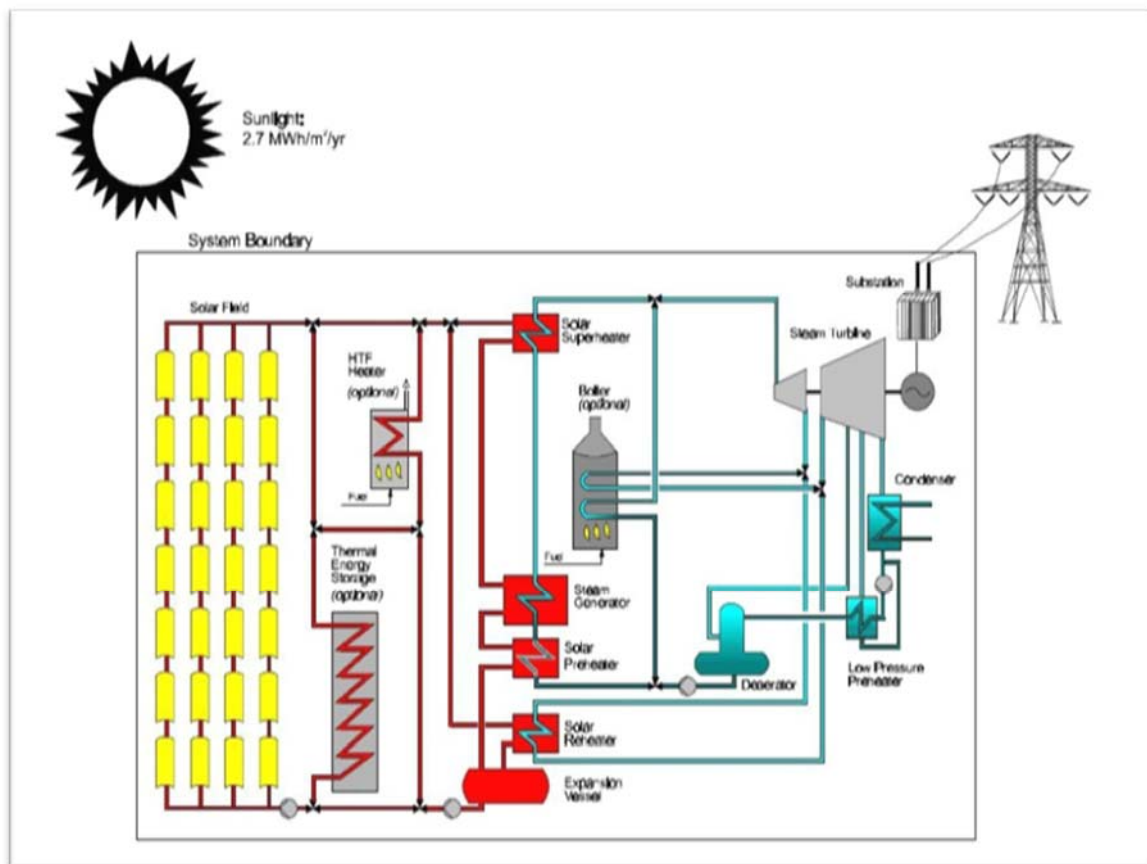 Sunlight:
2.7 MWh/m²/yr
System Boundary
Substation
Solar Field
Steam Turbine
Solar
Superheater
HTF
Heater
(optional)
Boiler
(optional)
Condenser
Fuel
Thermal
Energy
Storage
(optional)
Fuel
Steam
Generator
Solar
Preheater
Low Pressure
Preheater
Deaerator
Solar
Reheater
Expansion
Vessel